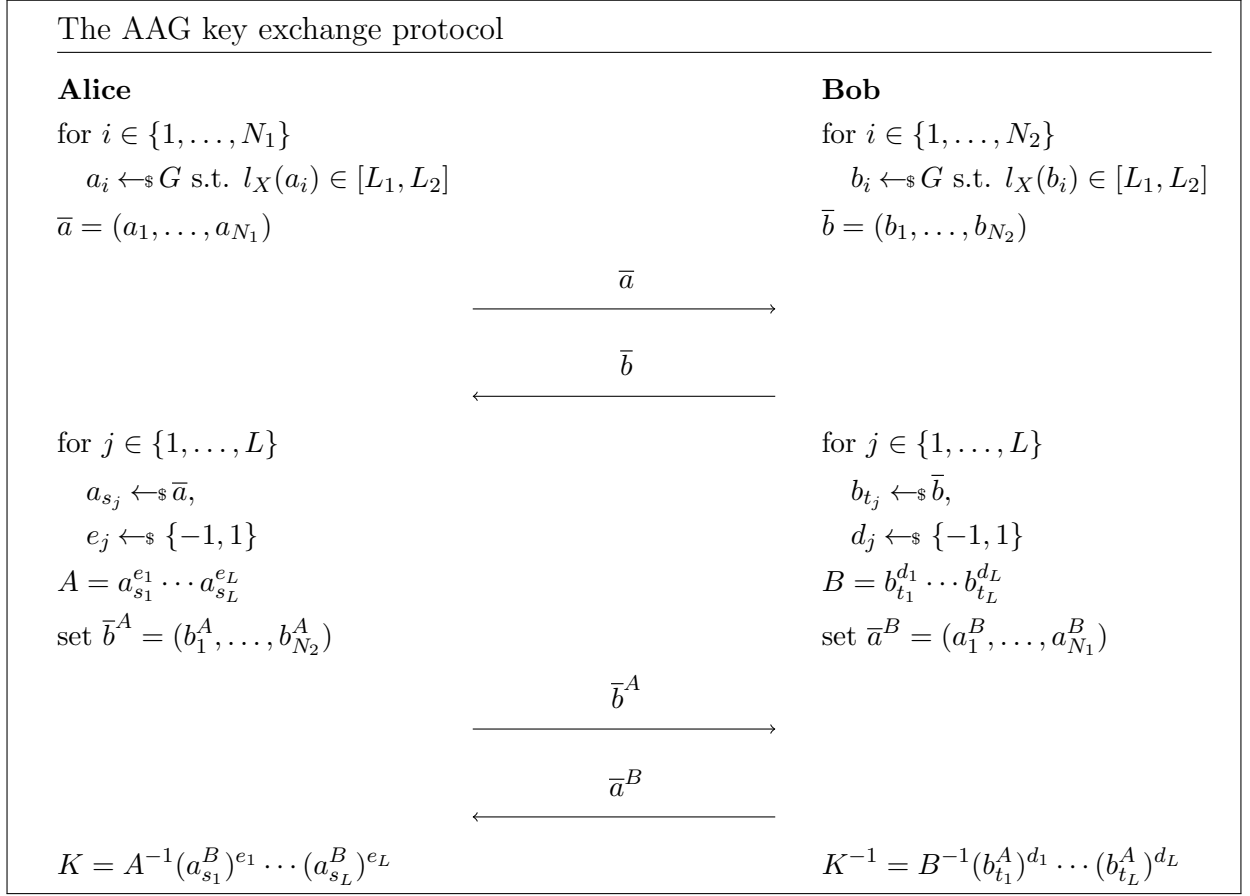 The AAG key exchange protocol
Alice Bob
for i ∈ {1, . . . , N₁} for i ∈ {1, . . . , N₂}
aᵢ ←$ G s.t. l_X(aᵢ) ∈ [L₁, L₂] bᵢ ←$ G s.t. l_X(bᵢ) ∈ [L₁, L₂]
a̅ = (a₁, . . . , a_{N₁}) b̅ = (b₁, . . . , b_{N₂})
a̅
b̅
for j ∈ {1, . . . , L} for j ∈ {1, . . . , L}
a_{s_j} ←$ a̅, b_{t_j} ←$ b̅,
e_j ←$ {−1, 1} d_j ←$ {−1, 1}
A = a_{s_1}^{e_1} · · · a_{s_L}^{e_L} B = b_{t_1}^{d_1} · · · b_{t_L}^{d_L}
set b̅^A = (b_1^A, . . . , b_{N_2}^A) set a̅^B = (a_1^B, . . . , a_{N_1}^B)
b̅^A
a̅^B
K = A^{−1}(a_{s_1}^B)^{e_1} · · · (a_{s_L}^B)^{e_L} K^{−1} = B^{−1}(b_{t_1}^A)^{d_1} · · · (b_{t_L}^A)^{d_L}